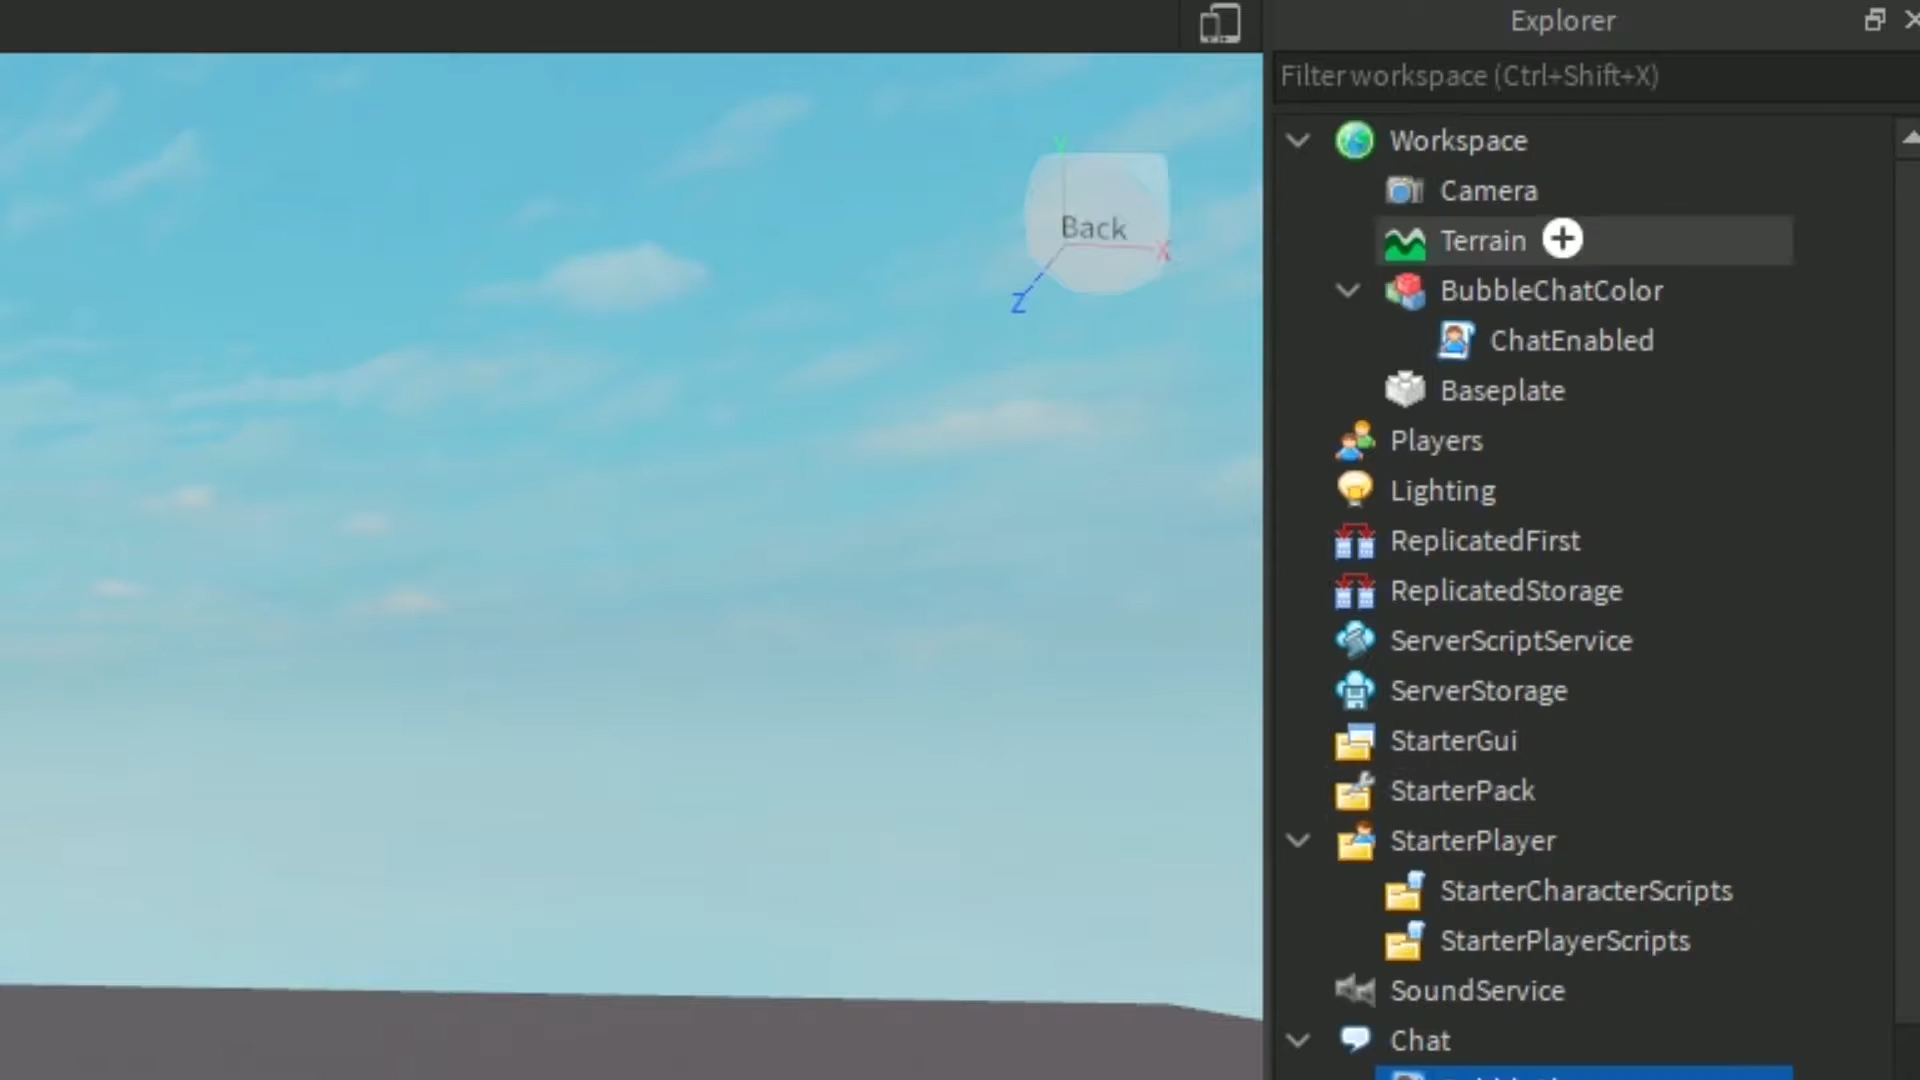 Explorer
Filter workspace (Ctrl+Shift+X)
Workspace
Camera
Terrain
BubbleChatColor
ChatEnabled
Baseplate
Players
Lighting
ReplicatedFirst
ReplicatedStorage
ServerScriptService
ServerStorage
StarterGui
StarterPack
StarterPlayer
StarterCharacterScripts
StarterPlayerScripts
SoundService
Chat
Y
Back
X
Z